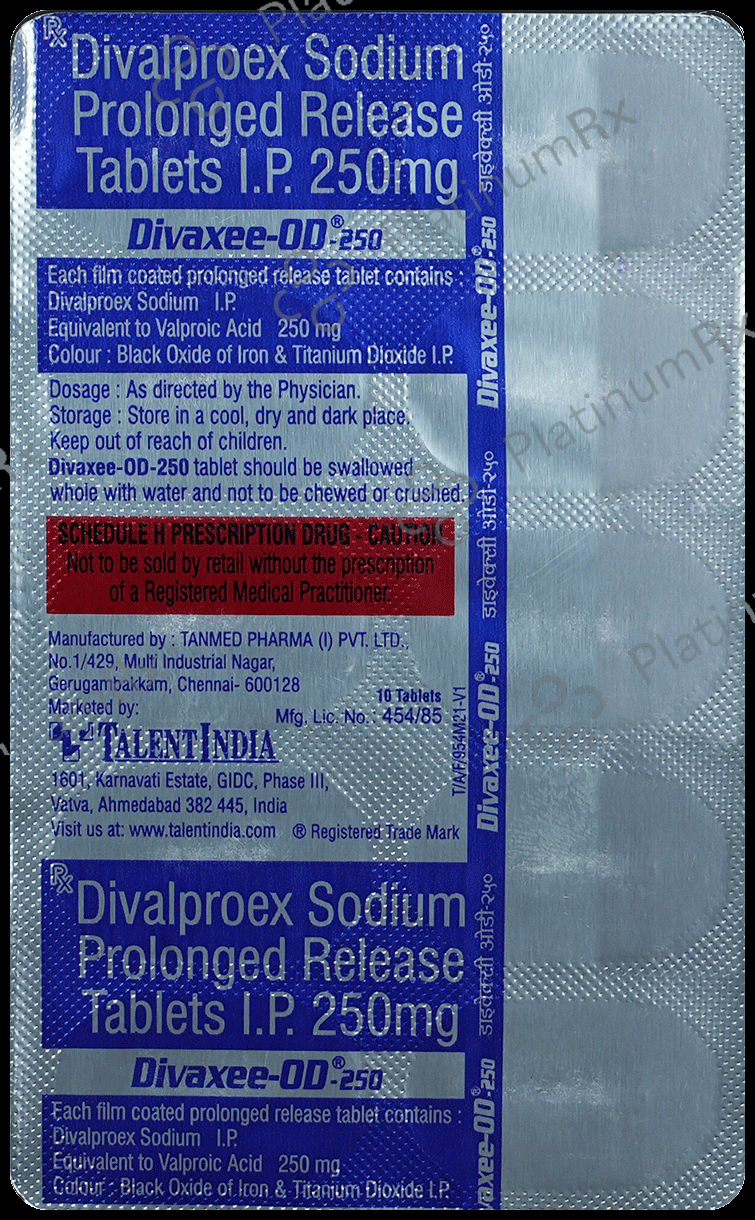 Rx
Divalproex Sodium
Prolonged Release
Tablets I.P. 250mg
Divaxee-OD®-250
Each film coated prolonged release tablet contains :
Divalproex Sodium I.P.
Equivalent to Valproic Acid 250 mg
Colour : Black Oxide of Iron & Titanium Dioxide I.P.
Dosage : As directed by the Physician.
Storage : Store in a cool, dry and dark place.
Keep out of reach of children.
Divaxee-OD-250 tablet should be swallowed
whole with water and not to be chewed or crushed.
SCHEDULE H PRESCRIPTION DRUG - CAUTION
Not to be sold by retail without the prescription
of a Registered Medical Practitioner.
Manufactured by : TANMED PHARMA (I) PVT. LTD.,
No.1/429, Multi Industrial Nagar,
Gerugambakkam, Chennai- 600128
10 Tablets
Marketed by:
Mfg. Lic. No.: 454/85
TALENT INDIA
1601, Karnavati Estate, GIDC, Phase III,
Vatva, Ahmedabad 382 445, India
Visit us at: www.talentindia.com ® Registered Trade Mark
T/A/F/954M/21-V1
Rx
Divalproex Sodium
Prolonged Release
Tablets I.P. 250mg
Divaxee-OD®-250
Each film coated prolonged release tablet contains :
Divalproex Sodium I.P.
Equivalent to Valproic Acid 250 mg
Colour : Black Oxide of Iron & Titanium Dioxide I.P.
डाइवेक्सी ओडी-२५०
Divaxee-OD®-250
डाइवेक्सी ओडी-२५०
Divaxee-OD®-250
डाइवेक्सी ओडी-२५०
vaxee-OD®-250
Platin
PlatinumRx
PlatinumRx
PlatinumRx
Platin
Rx